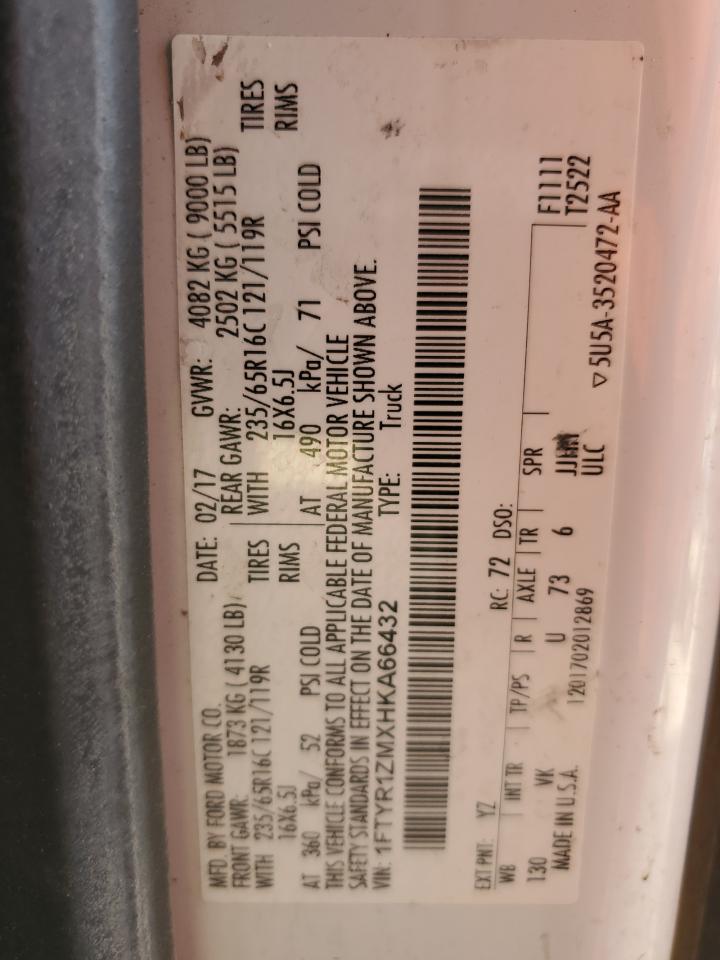 MFD. BY FORD MOTOR CO. DATE: 02/17 GVWR: 4082 KG ( 9000 LB)
FRONT GAWR: 1873 KG ( 4130 LB) REAR GAWR: 2502 KG ( 5515 LB)
WITH 235/65R16C 121/119R TIRES WITH 235/65R16C 121/119R TIRES
16X6.5J RIMS 16X6.5J RIMS
AT 360 kPa/ 52 PSI COLD AT 490 kPa/ 71 PSI COLD
THIS VEHICLE CONFORMS TO ALL APPLICABLE FEDERAL MOTOR VEHICLE
SAFETY STANDARDS IN EFFECT ON THE DATE OF MANUFACTURE SHOWN ABOVE.
VIN: 1FTYR1ZMXHKA66432 TYPE: Truck
EXT PNT: YZ RC: 72 DSO:
WB INT TR TP/PS R AXLE TR SPR F1111
T2522
130 VK U 73 6
MADE IN U.S.A. 1201702012869 ULC
▽ 5U5A-3520472-AA